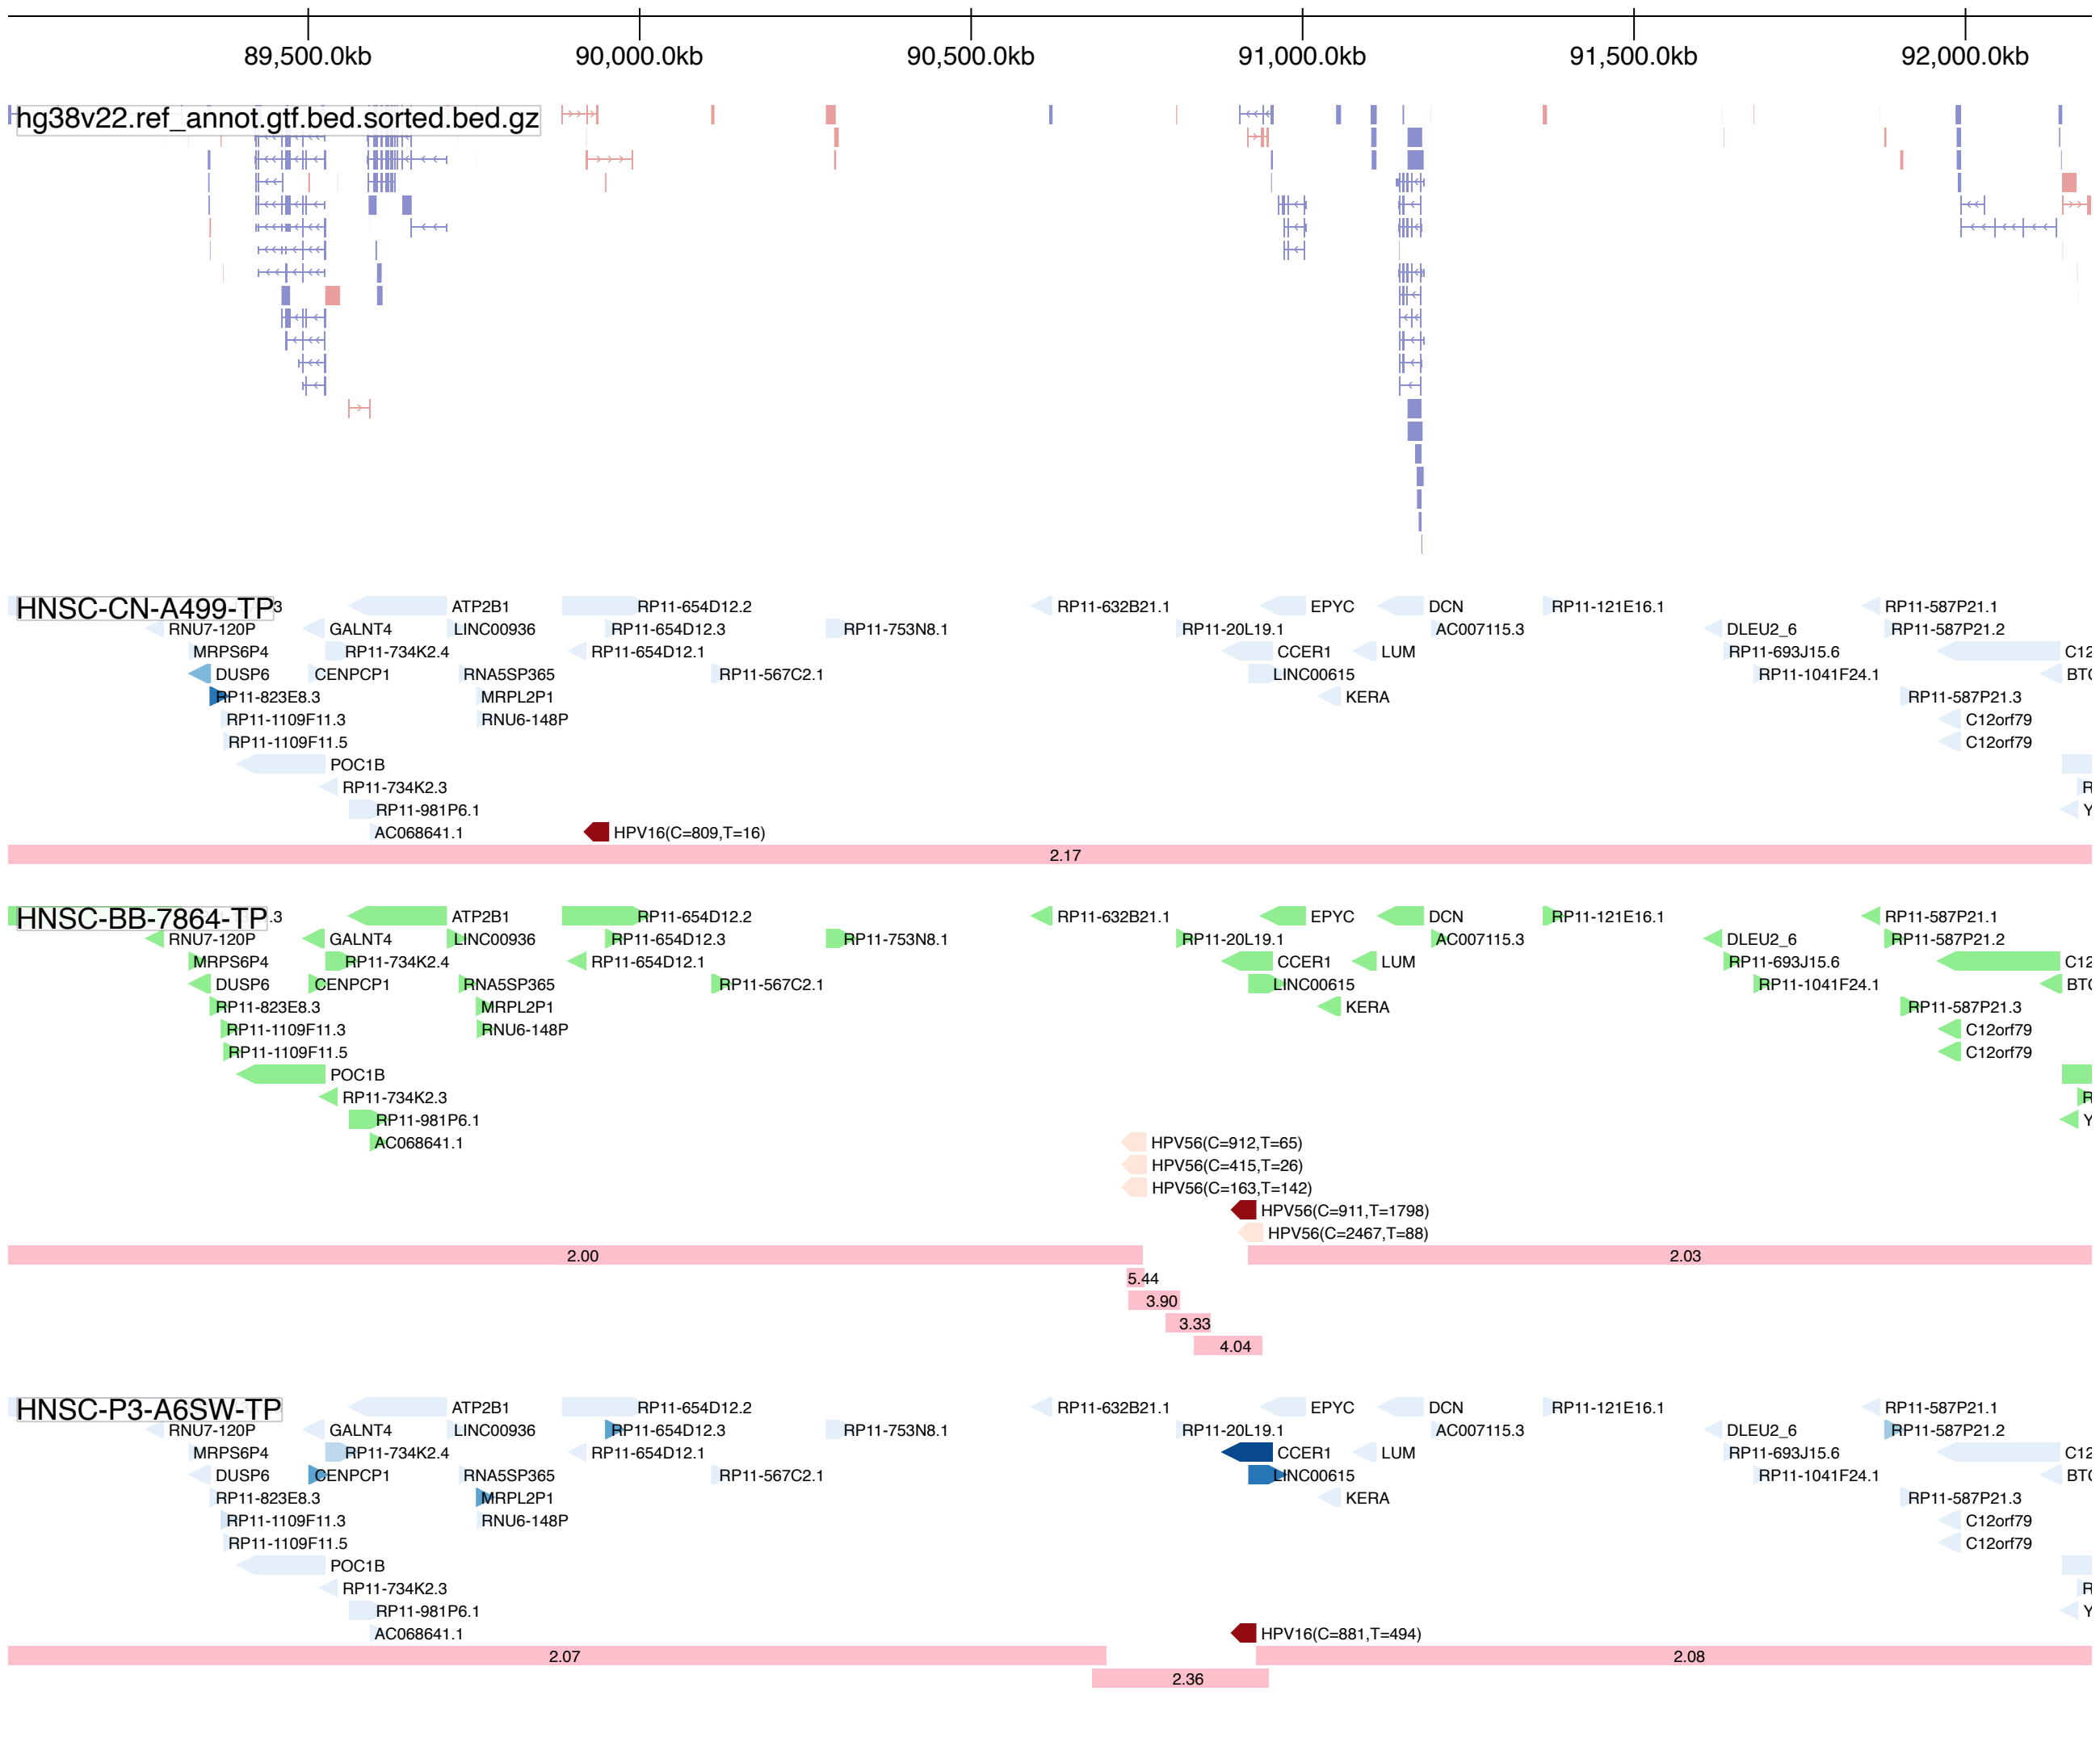 89,500.0kb 90,000.0kb 90,500.0kb 91,000.0kb 91,500.0kb 92,000.0kb
hg38v22.ref_annot.gtf.bed.sorted.bed.gz
HNSC-CN-A499-TP 3 ATP2B1 RP11-654D12.2 RP11-632B21.1 EPYC DCN RP11-121E16.1 RP11-587P21.1
RNU7-120P GALNT4 LINC00936 RP11-654D12.3 RP11-753N8.1 RP11-20L19.1 AC007115.3 DLEU2_6 RP11-587P21.2
MRPS6P4 RP11-734K2.4 RP11-654D12.1 CCER1 LUM RP11-693J15.6 C12
DUSP6 CENPCP1 RNA5SP365 RP11-567C2.1 LINC00615 RP11-1041F24.1 BT
RP11-823E8.3 MRPL2P1 KERA RP11-587P21.3
RP11-1109F11.3 RNU6-148P C12orf79
RP11-1109F11.5 C12orf79
POC1B
RP11-734K2.3 R
RP11-981P6.1 Y
AC068641.1 HPV16(C=809,T=16)
2.17
HNSC-BB-7864-TP .3 ATP2B1 RP11-654D12.2 RP11-632B21.1 EPYC DCN RP11-121E16.1 RP11-587P21.1
RNU7-120P GALNT4 LINC00936 RP11-654D12.3 RP11-753N8.1 RP11-20L19.1 AC007115.3 DLEU2_6 RP11-587P21.2
MRPS6P4 RP11-734K2.4 RP11-654D12.1 CCER1 LUM RP11-693J15.6 C12
DUSP6 CENPCP1 RNA5SP365 RP11-567C2.1 LINC00615 RP11-1041F24.1 BT
RP11-823E8.3 MRPL2P1 KERA RP11-587P21.3
RP11-1109F11.3 RNU6-148P C12orf79
RP11-1109F11.5 C12orf79
POC1B
RP11-734K2.3 R
RP11-981P6.1 Y
AC068641.1 HPV56(C=912,T=65)
HPV56(C=415,T=26)
HPV56(C=163,T=142)
HPV56(C=911,T=1798)
HPV56(C=2467,T=88)
2.00 2.03
5.44
3.90
3.33
4.04
HNSC-P3-A6SW-TP ATP2B1 RP11-654D12.2 RP11-632B21.1 EPYC DCN RP11-121E16.1 RP11-587P21.1
RNU7-120P GALNT4 LINC00936 RP11-654D12.3 RP11-753N8.1 RP11-20L19.1 AC007115.3 DLEU2_6 RP11-587P21.2
MRPS6P4 RP11-734K2.4 RP11-654D12.1 CCER1 LUM RP11-693J15.6 C12
DUSP6 CENPCP1 RNA5SP365 RP11-567C2.1 LINC00615 RP11-1041F24.1 BT
RP11-823E8.3 MRPL2P1 KERA RP11-587P21.3
RP11-1109F11.3 RNU6-148P C12orf79
RP11-1109F11.5 C12orf79
POC1B
RP11-734K2.3 R
RP11-981P6.1 Y
AC068641.1 HPV16(C=881,T=494)
2.07 2.08
2.36